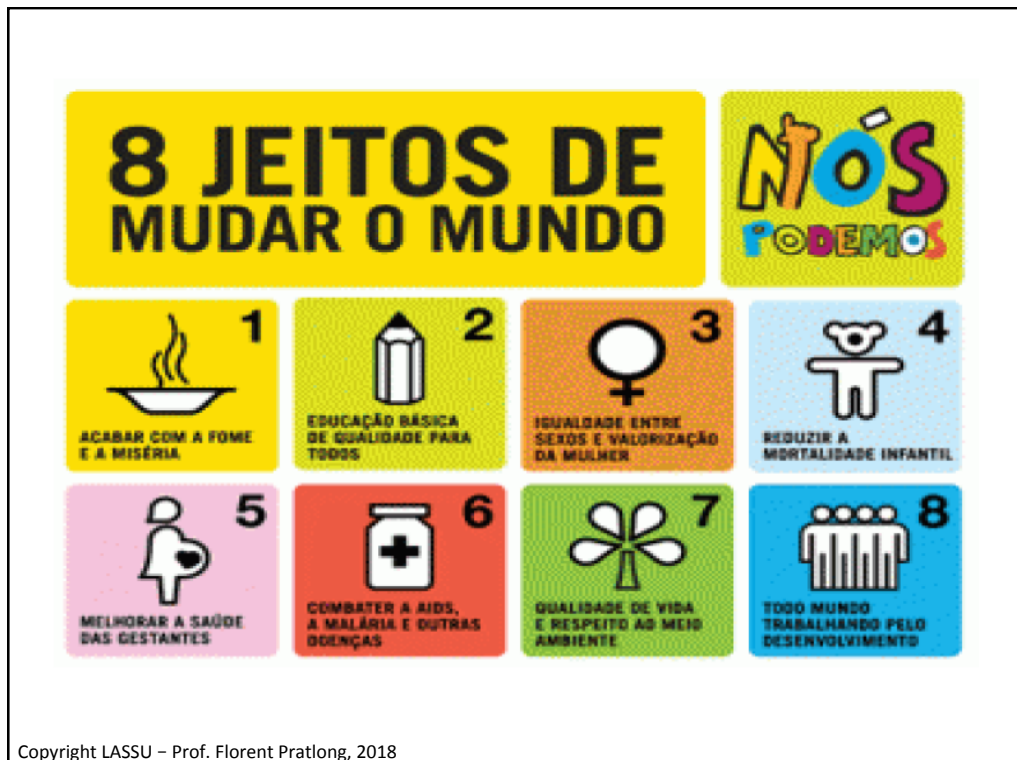 8 JEITOS DE
MUDAR O MUNDO
NÓS
PODEMOS
1
ACABAR COM A FOME
E A MISÉRIA
2
EDUCAÇÃO BÁSICA
DE QUALIDADE PARA
TODOS
3
IGUALDADE ENTRE
SEXOS E VALORIZAÇÃO
DA MULHER
4
REDUZIR A
MORTALIDADE INFANTIL
5
MELHORAR A SAÚDE
DAS GESTANTES
6
COMBATER A AIDS,
A MALÁRIA E OUTRAS
DOENÇAS
7
QUALIDADE DE VIDA
E RESPEITO AO MEIO
AMBIENTE
8
TODO MUNDO
TRABALHANDO PELO
DESENVOLVIMENTO
Copyright LASSU – Prof. Florent Pratlong, 2018